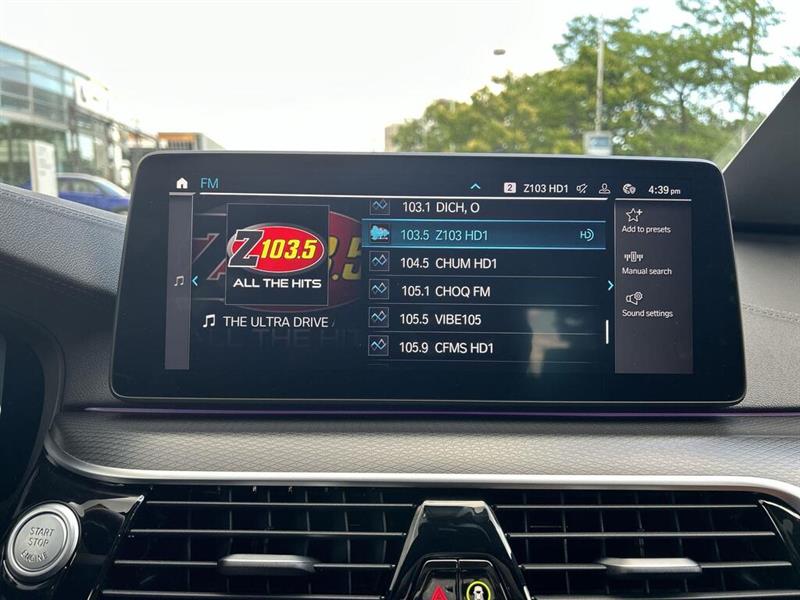 FM
2 Z103 HD1
4:39 pm
Z103.5
ALL THE HITS
THE ULTRA DRIVE
103.1 DICH, O
103.5 Z103 HD1
104.5 CHUM HD1
105.1 CHOQ FM
105.5 VIBE105
105.9 CFMS HD1
Add to presets
Manual search
Sound settings
START
STOP
ENGINE